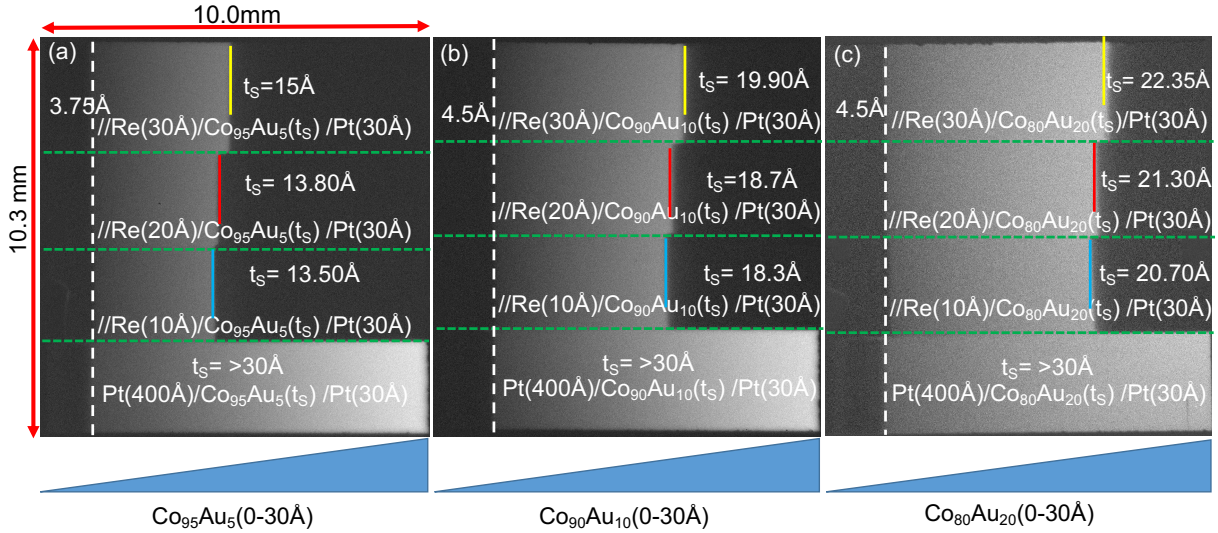 10.0mm
10.3 mm
(a)
3.75Å
tS=15Å
//Re(30Å)/Co95Au5(tS) /Pt(30Å)
tS= 13.80Å
//Re(20Å)/Co95Au5(tS) /Pt(30Å)
tS= 13.50Å
//Re(10Å)/Co95Au5(tS) /Pt(30Å)
tS= >30Å
Pt(400Å)/Co95Au5(tS) /Pt(30Å)
Co95Au5(0-30Å)
(b)
4.5Å
tS= 19.90Å
//Re(30Å)/Co90Au10(tS) /Pt(30Å)
tS=18.7Å
//Re(20Å)/Co90Au10(tS) /Pt(30Å)
tS= 18.3Å
//Re(10Å)/Co90Au10(tS) /Pt(30Å)
tS= >30Å
Pt(400Å)/Co90Au10(tS) /Pt(30Å)
Co90Au10(0-30Å)
(c)
4.5Å
tS= 22.35Å
//Re(30Å)/Co80Au20(tS)/Pt(30Å)
tS= 21.30Å
//Re(20Å)/Co80Au20(tS) /Pt(30Å)
tS= 20.70Å
//Re(10Å)/Co80Au20(tS) /Pt(30Å)
tS= >30Å
Pt(400Å)/Co80Au20(tS) /Pt(30Å)
Co80Au20(0-30Å)